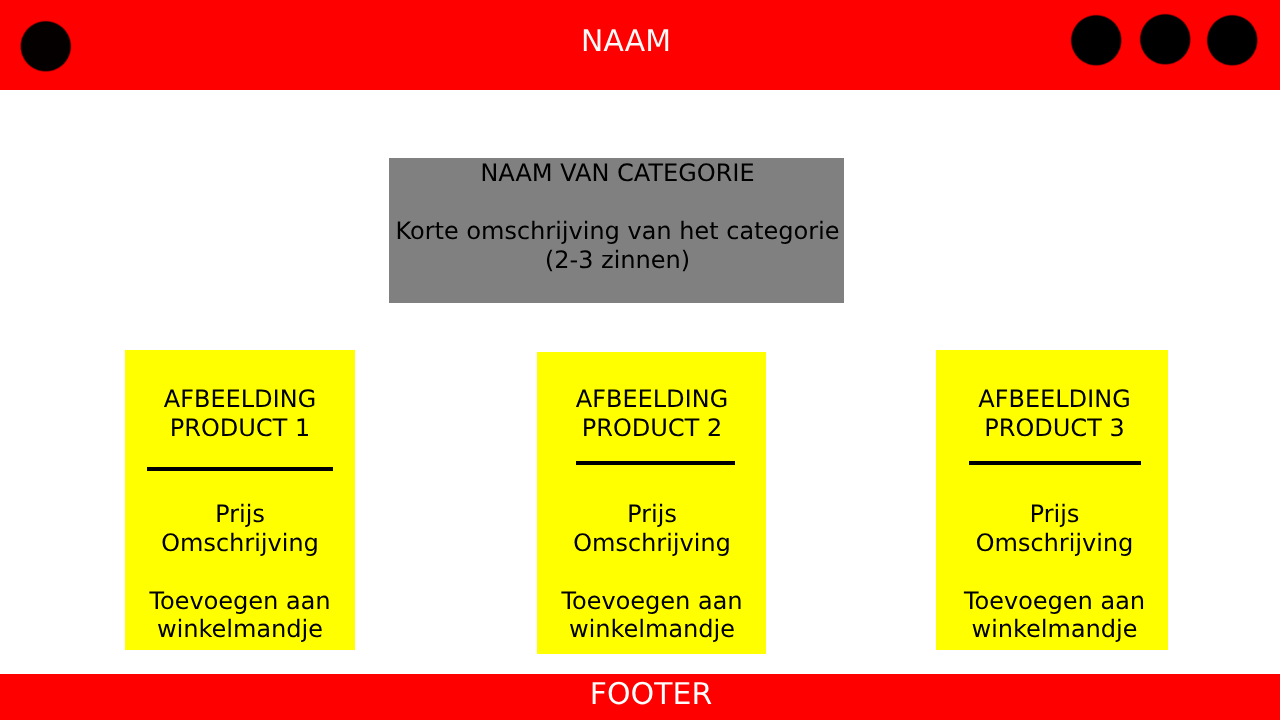 NAAM
NAAM VAN CATEGORIE
Korte omschrijving van het categorie
(2-3 zinnen)
AFBEELDING
PRODUCT 1
Prijs
Omschrijving
Toevoegen aan
winkelmandje
AFBEELDING
PRODUCT 2
Prijs
Omschrijving
Toevoegen aan
winkelmandje
AFBEELDING
PRODUCT 3
Prijs
Omschrijving
Toevoegen aan
winkelmandje
FOOTER